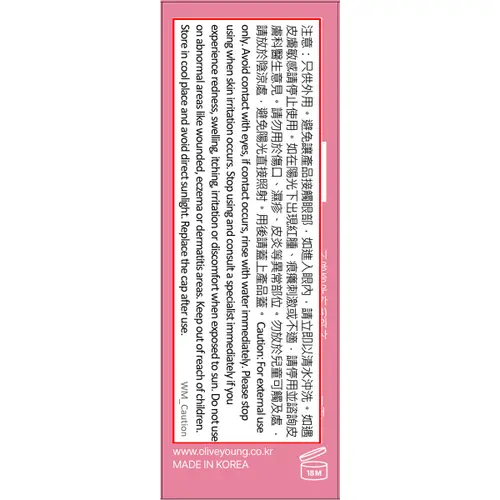 注意：只供外用。避免讓產品接觸眼部，如進入眼內，請立即以清水沖洗。如遇
皮膚敏感請停止使用。如在陽光下出現紅腫、痕癢刺激或不適，請停用並諮詢皮
膚科醫生意見。請勿用於傷口、濕疹、皮炎等異常部位。勿放於兒童可觸及處，
請放於陰涼處，避免陽光直接照射。用後請蓋上產品蓋。Caution: For external use
only. Avoid contact with eyes, if contact occurs, rinse with water immediately. Please stop
using when skin irritation occurs. Stop using and consult a specialist immediately if you
experience redness, swelling, itching, irritation or discomfort when exposed to sun. Do not use
on abnormal areas like wounded, eczema or dermatitis areas. Keep out of reach of children.
Store in cool place and avoid direct sunlight. Replace the cap after use.
WM_Caution
www.oliveyoung.co.kr
MADE IN KOREA
18M